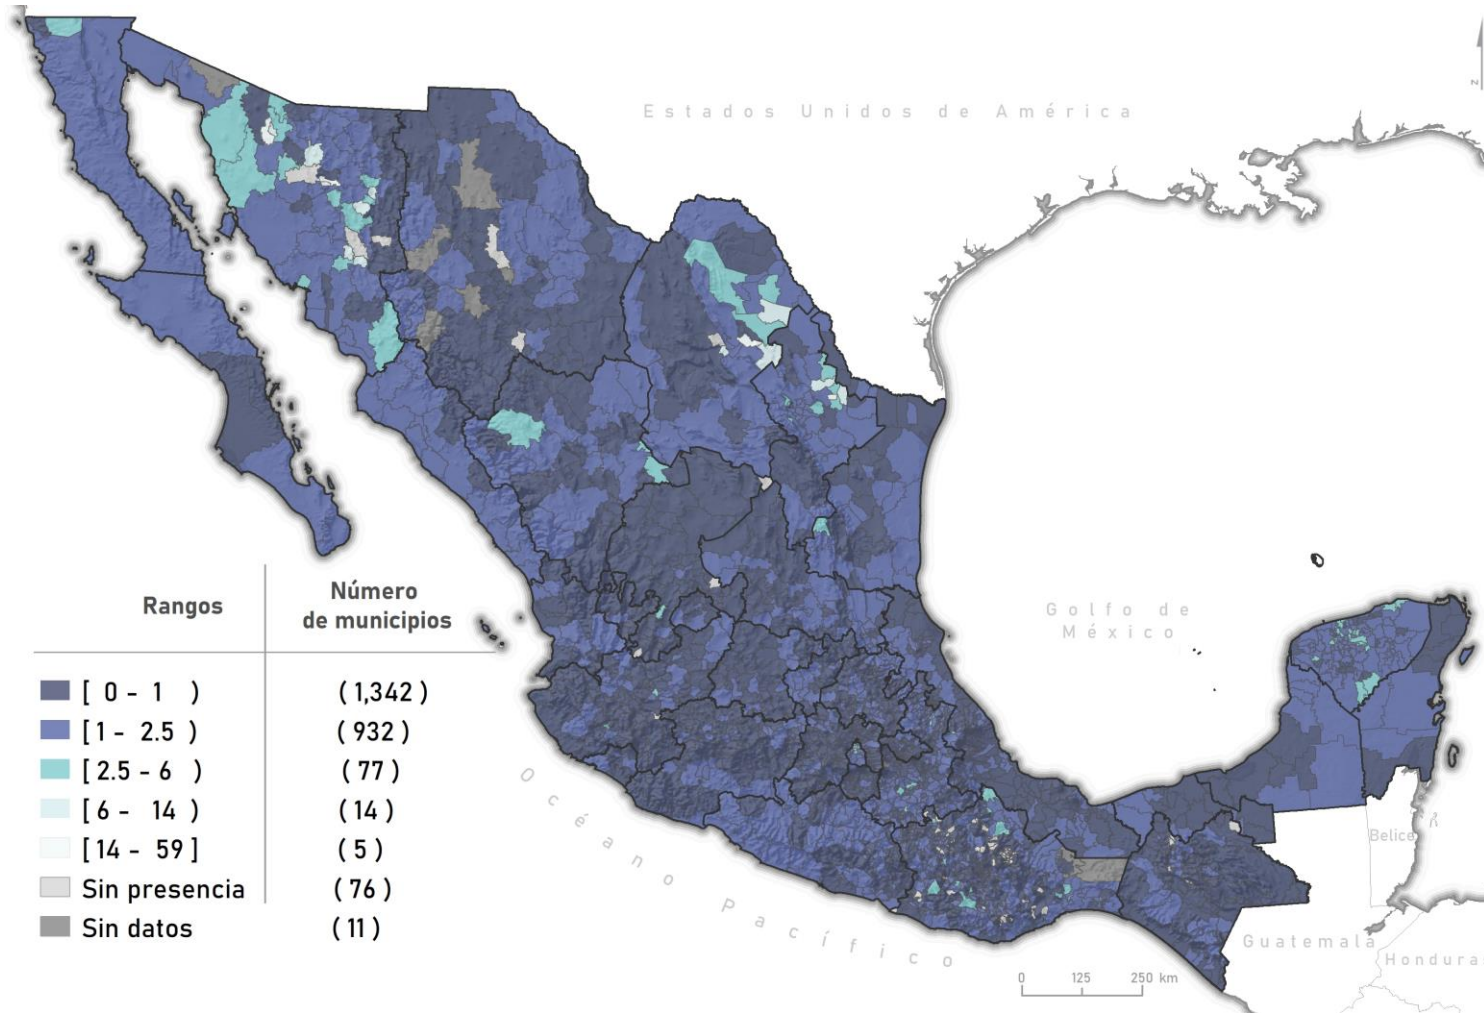 Estados Unidos de América
N
Golfo de
México
Océano Pacífico
Belice
Guatemala
Honduras
0 125 250 km
Rangos
Número
de municipios
[ 0 - 1 ) ( 1,342 )
[ 1 - 2.5 ) ( 932 )
[ 2.5 - 6 ) ( 77 )
[ 6 - 14 ) ( 14 )
[ 14 - 59 ] ( 5 )
Sin presencia ( 76 )
Sin datos ( 11 )